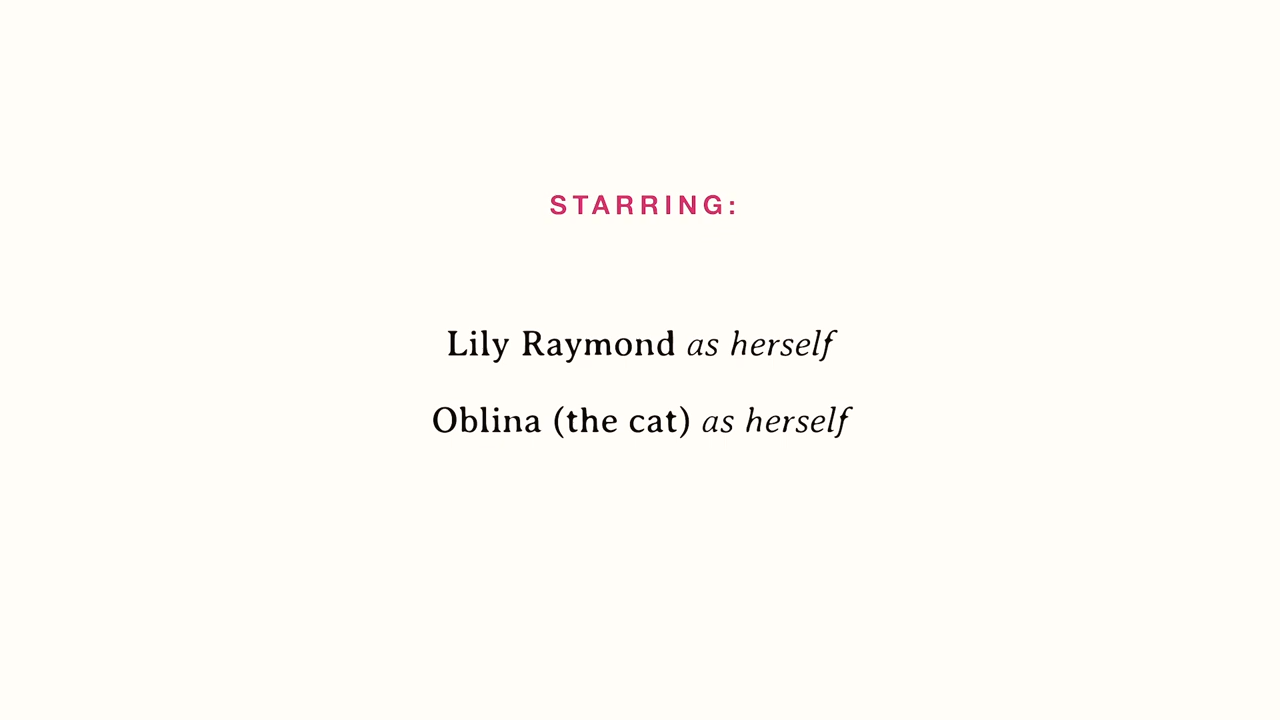 STARRING:
Lily Raymond as herself
Oblina (the cat) as herself